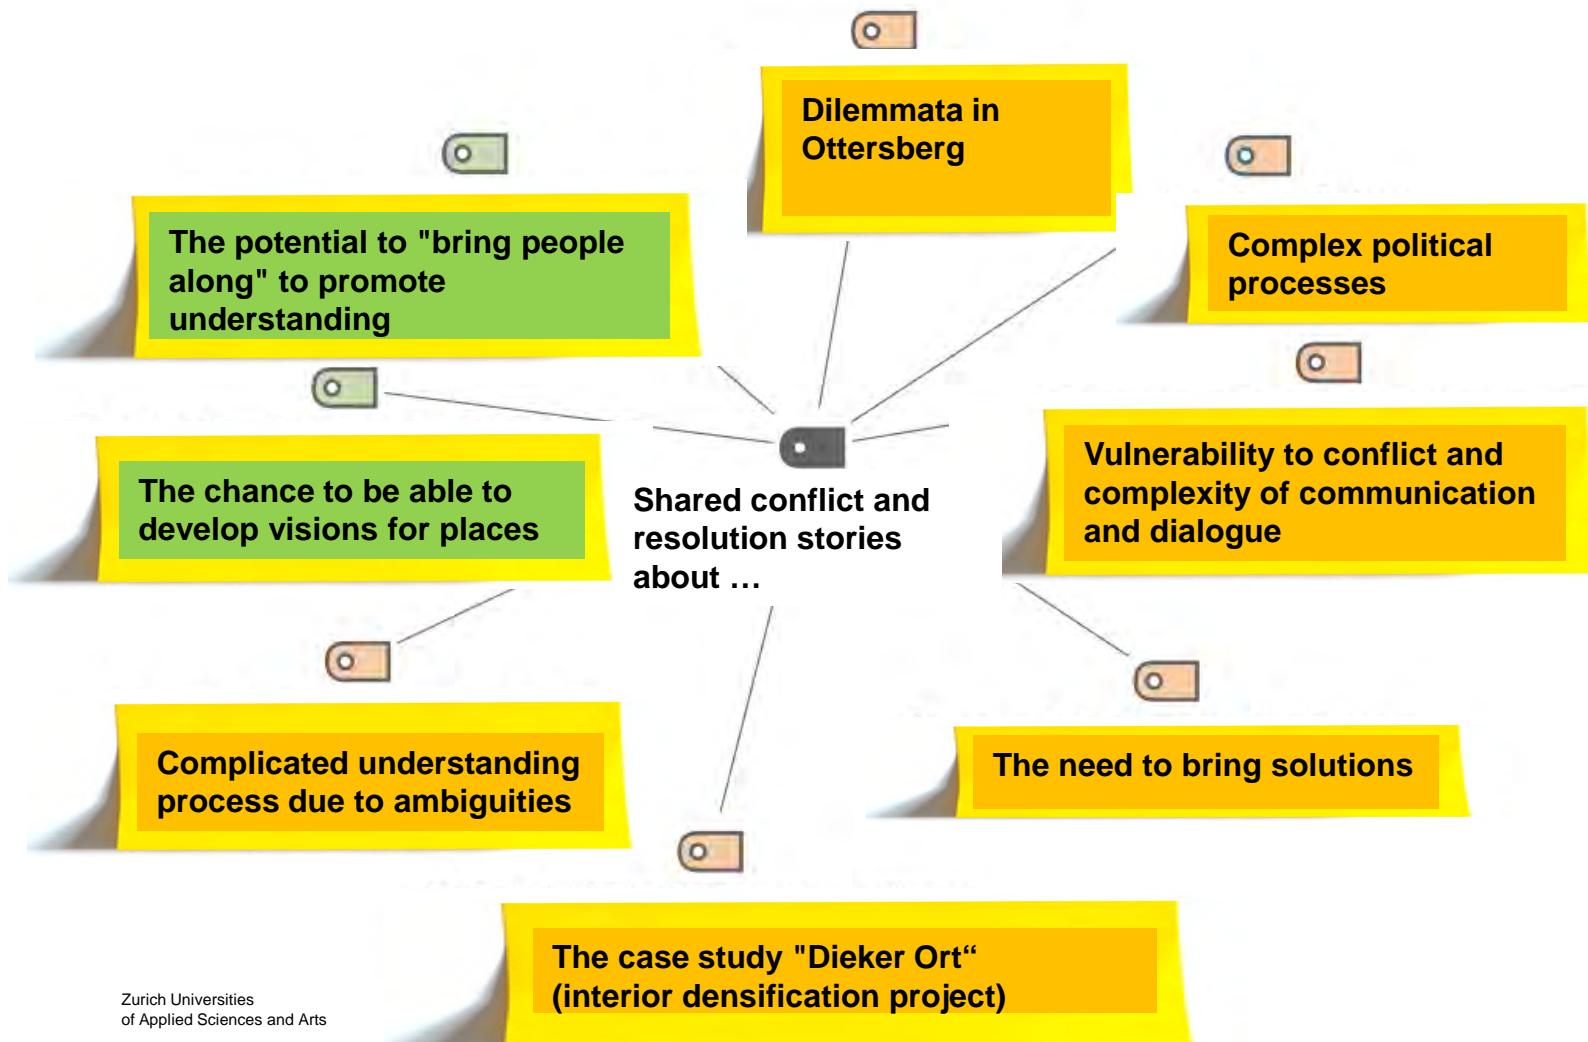 Dilemmata in
Ottersberg
The potential to "bring people
along" to promote
understanding
Complex political
processes
The chance to be able to
develop visions for places
Shared conflict and
resolution stories
about …
Vulnerability to conflict and
complexity of communication
and dialogue
Complicated understanding
process due to ambiguities
The need to bring solutions
The case study "Dieker Ort“
(interior densification project)
Zurich Universities
of Applied Sciences and Arts